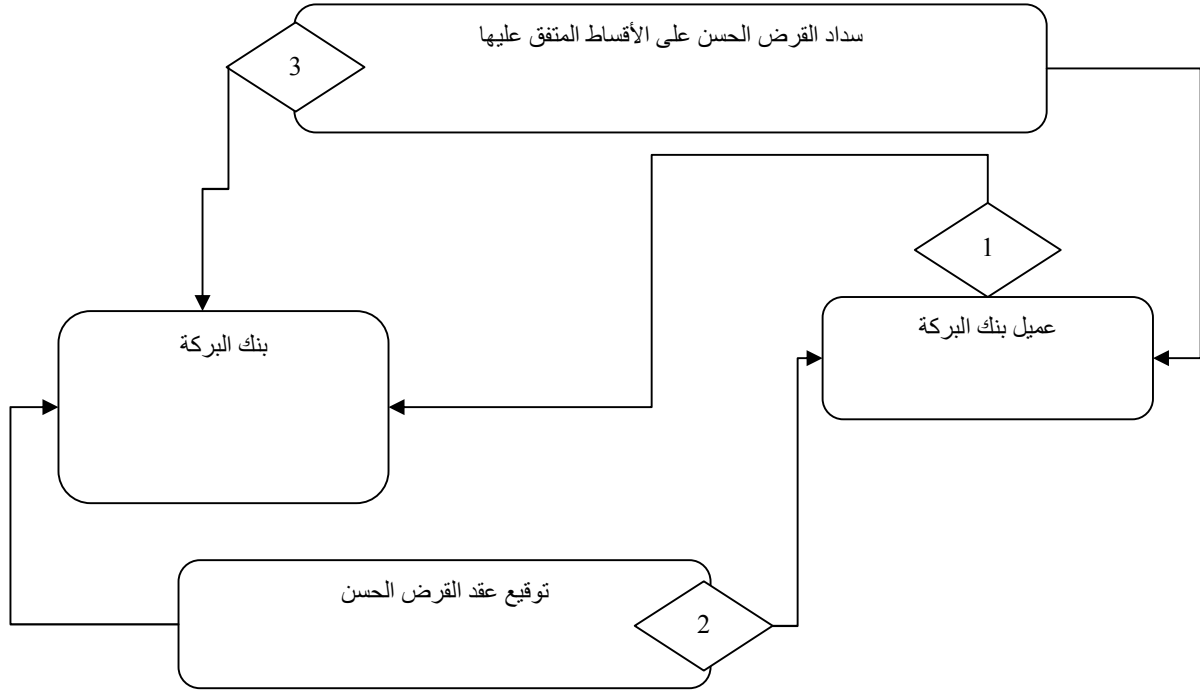 سداد القرض الحسن على الأقساط المتفق عليها
3
1
عميل بنك البركة
بنك البركة
توقيع عقد القرض الحسن
2